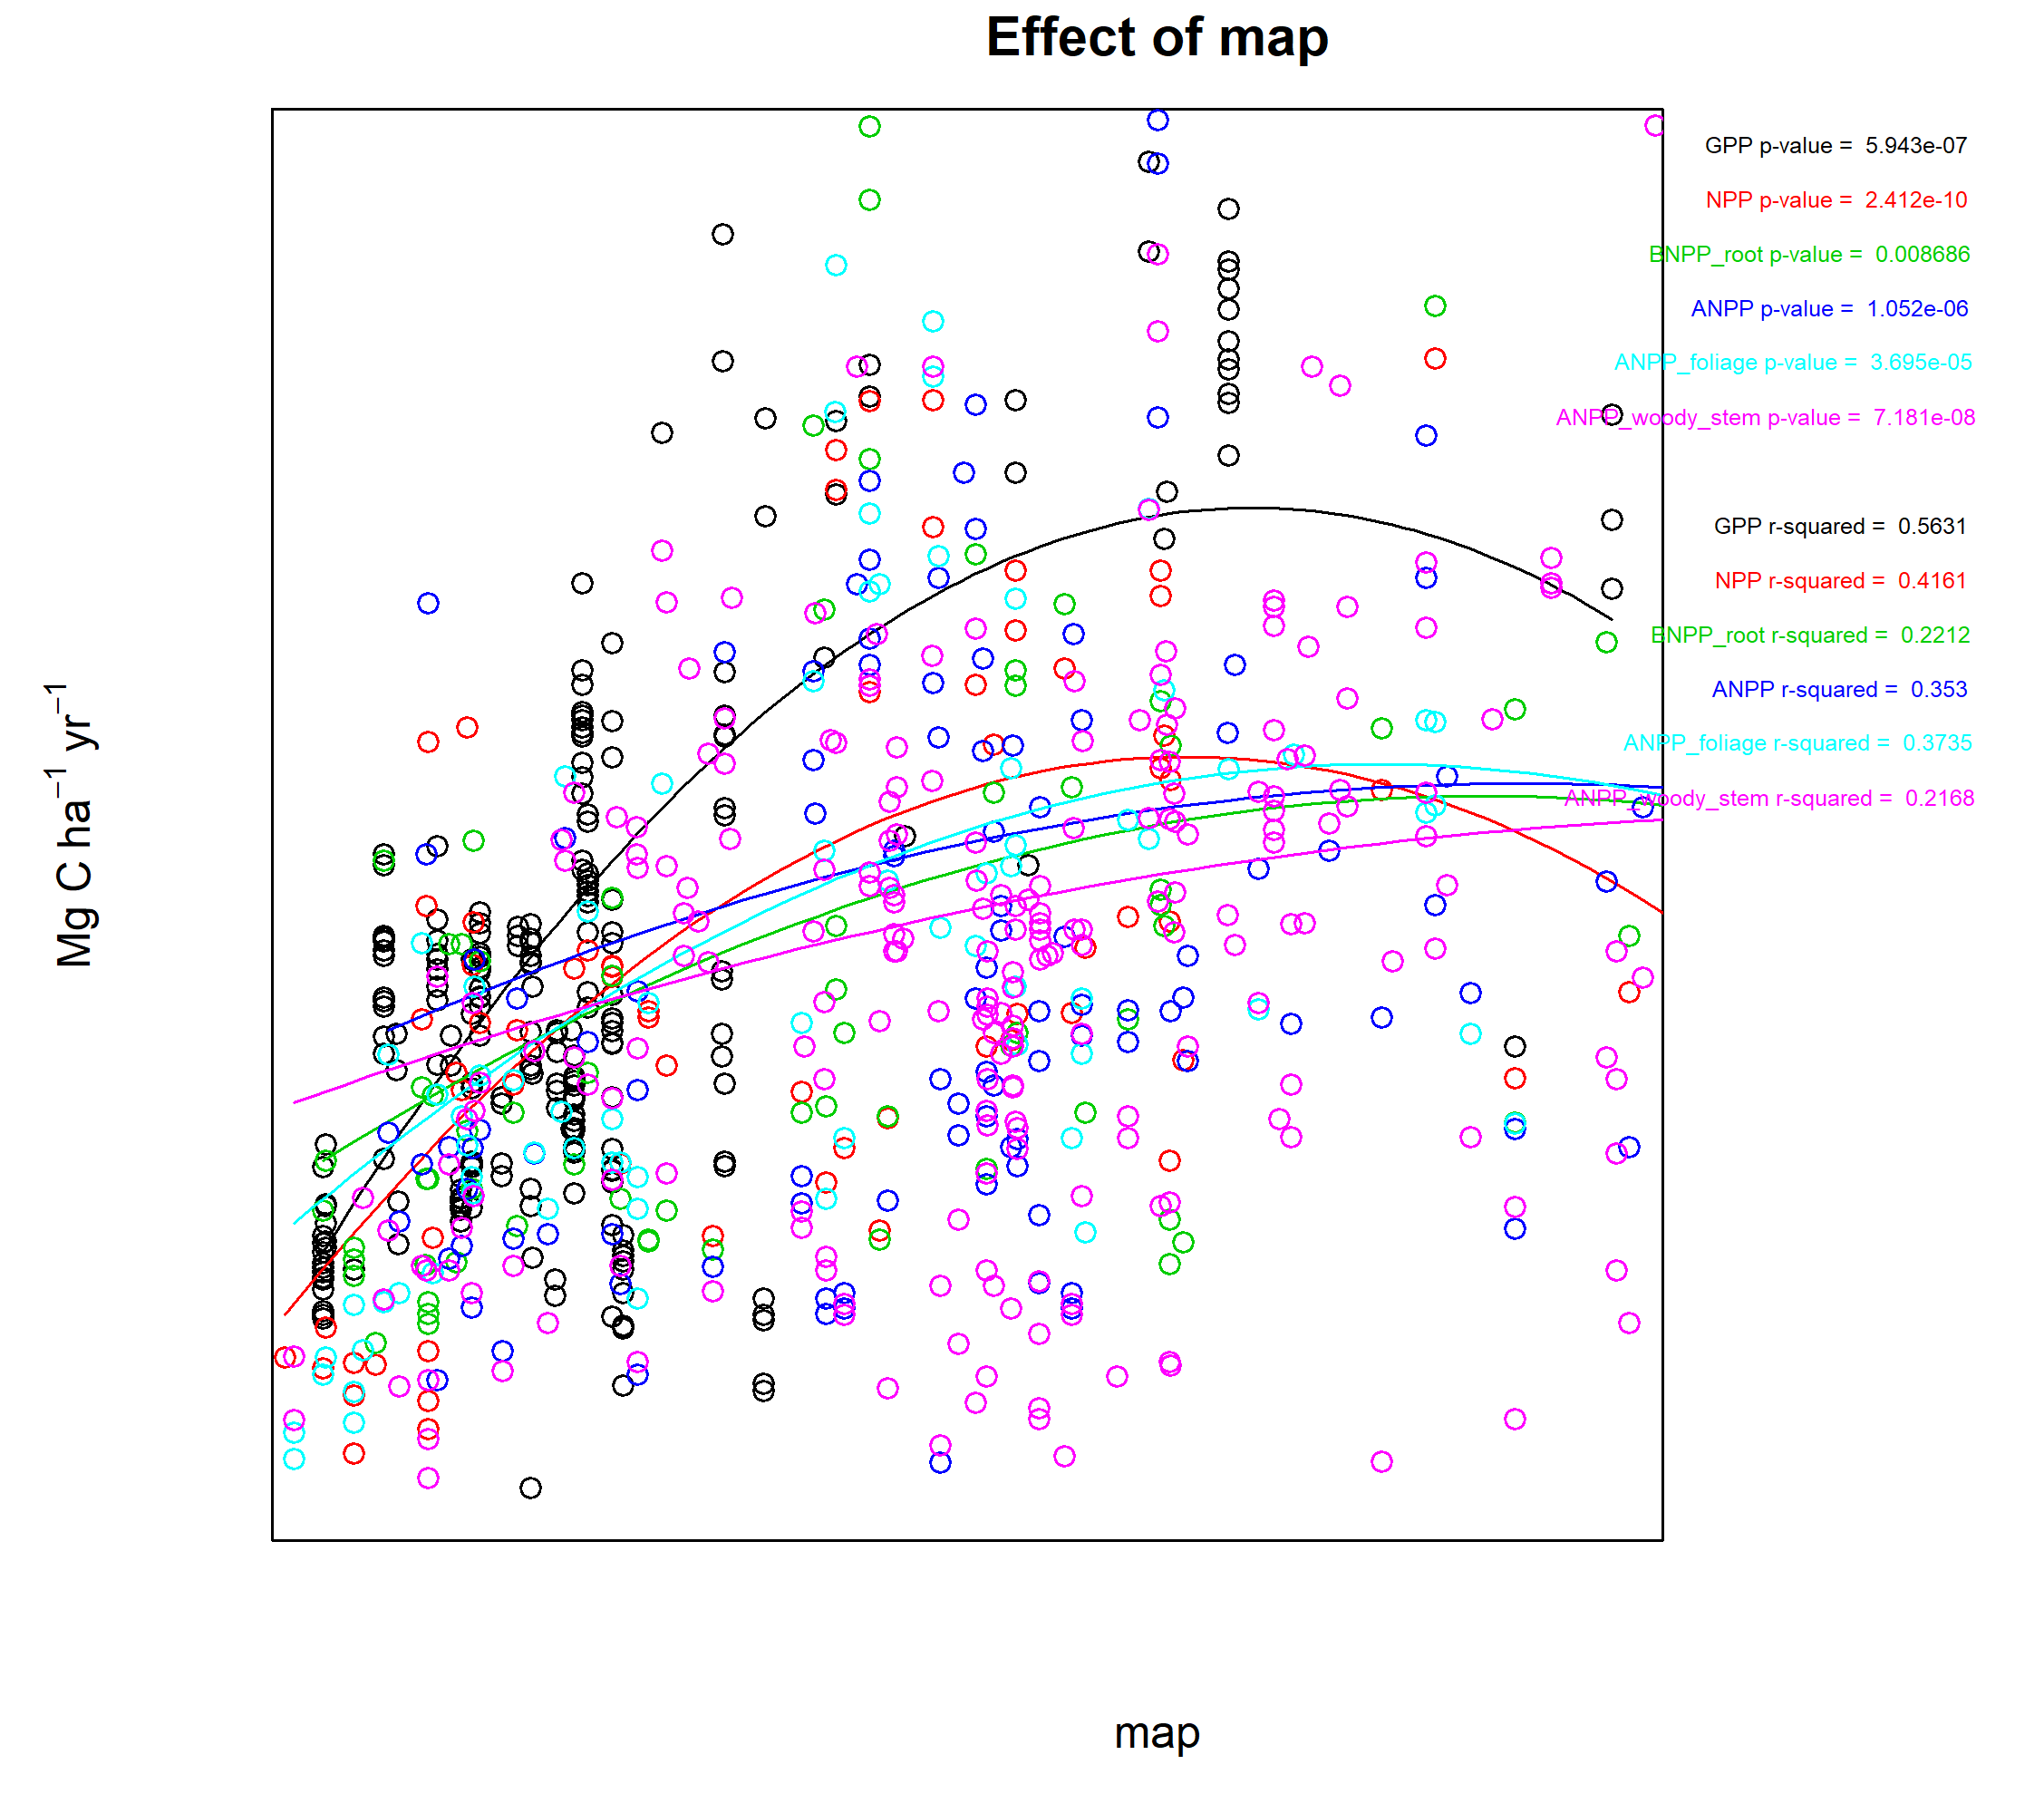 Effect of map
GPP p-value = 5.943e-07
NPP p-value = 2.412e-10
BNPP_root p-value = 0.008686
ANPP p-value = 1.052e-06
ANPP_foliage p-value = 3.695e-05
ANPP_woody_stem p-value = 7.181e-08
GPP r-squared = 0.5631
NPP r-squared = 0.4161
BNPP_root r-squared = 0.2212
ANPP r-squared = 0.353
ANPP_foliage r-squared = 0.3735
ANPP_woody_stem r-squared = 0.2168
Mg C ha⁻¹ yr⁻¹
map